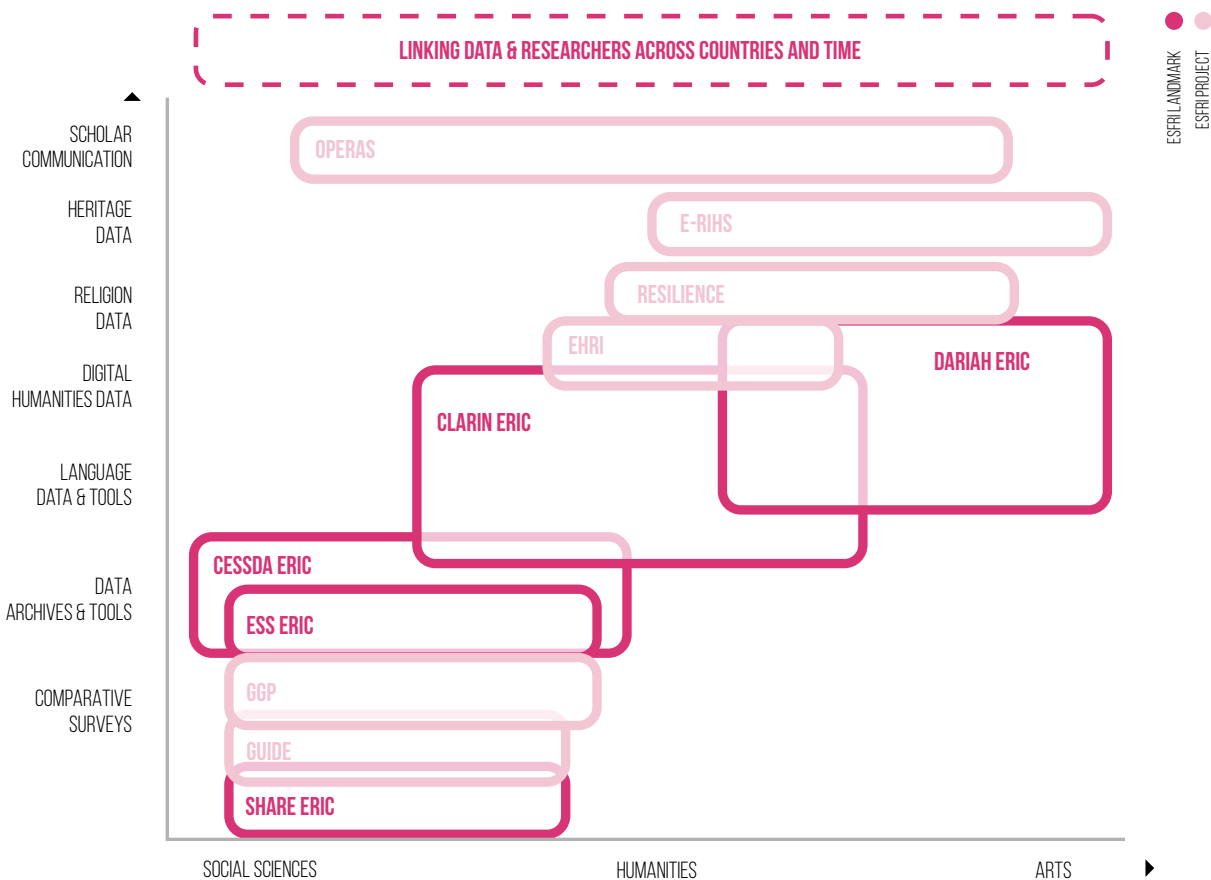 LINKING DATA & RESEARCHERS ACROSS COUNTRIES AND TIME
ESFRI LANDMARK
ESFRI PROJECT
SCHOLAR
COMMUNICATION
OPERAS
HERITAGE
DATA
E-RIHS
RELIGION
DATA
RESILIENCE
EHRI
DARIAH ERIC
DIGITAL
HUMANITIES DATA
CLARIN ERIC
LANGUAGE
DATA & TOOLS
CESSDA ERIC
DATA
ARCHIVES & TOOLS
ESS ERIC
COMPARATIVE
SURVEYS
GGP
GUIDE
SHARE ERIC
SOCIAL SCIENCES
HUMANITIES
ARTS